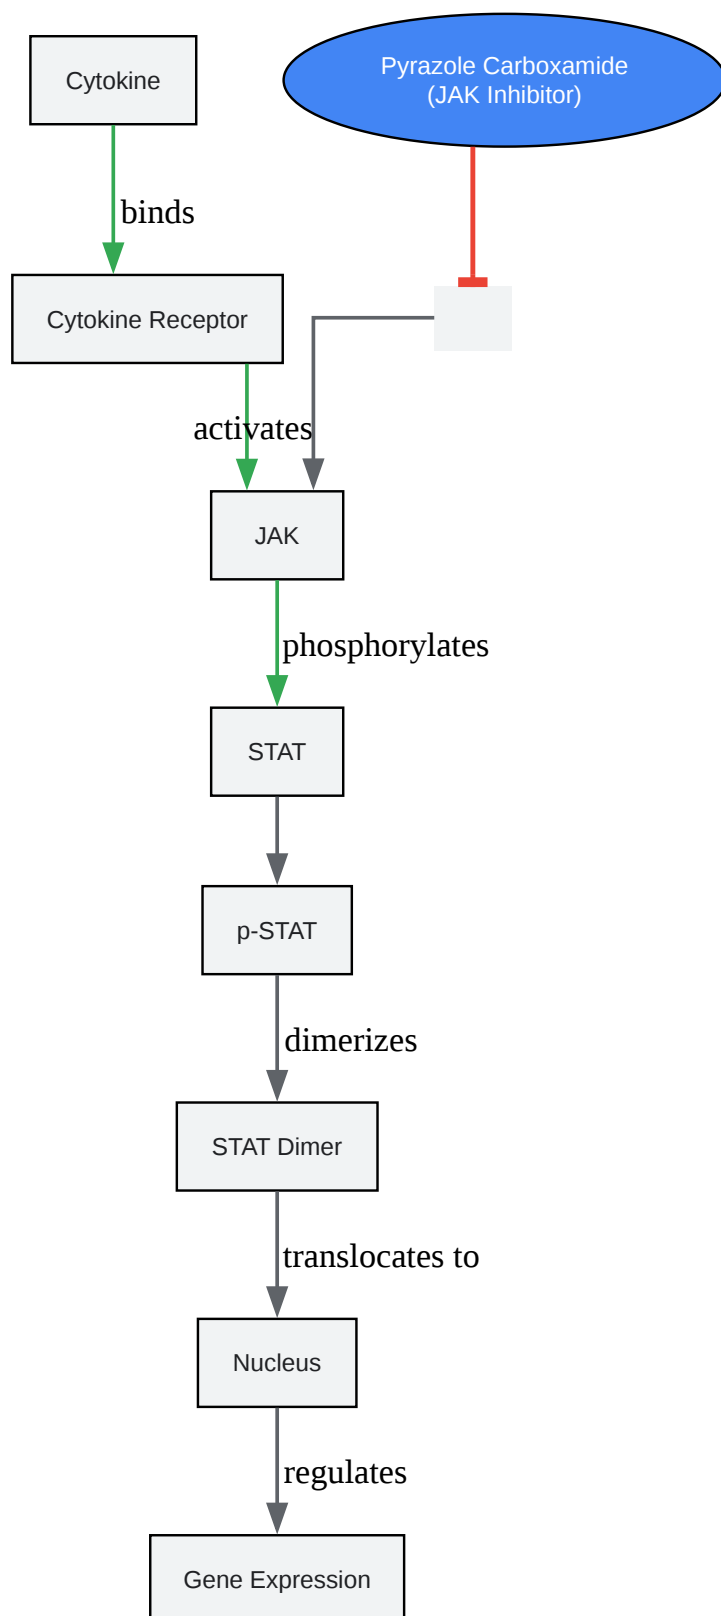 Cytokine
Pyrazole Carboxamide
(JAK Inhibitor)
binds
Cytokine Receptor
activates
JAK
phosphorylates
STAT
p-STAT
dimerizes
STAT Dimer
translocates to
Nucleus
regulates
Gene Expression